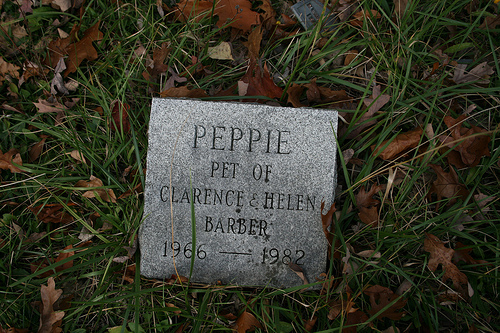 PEPPIE
PET OF
CLARENCE & HELEN
BARBER
1966 — 1982